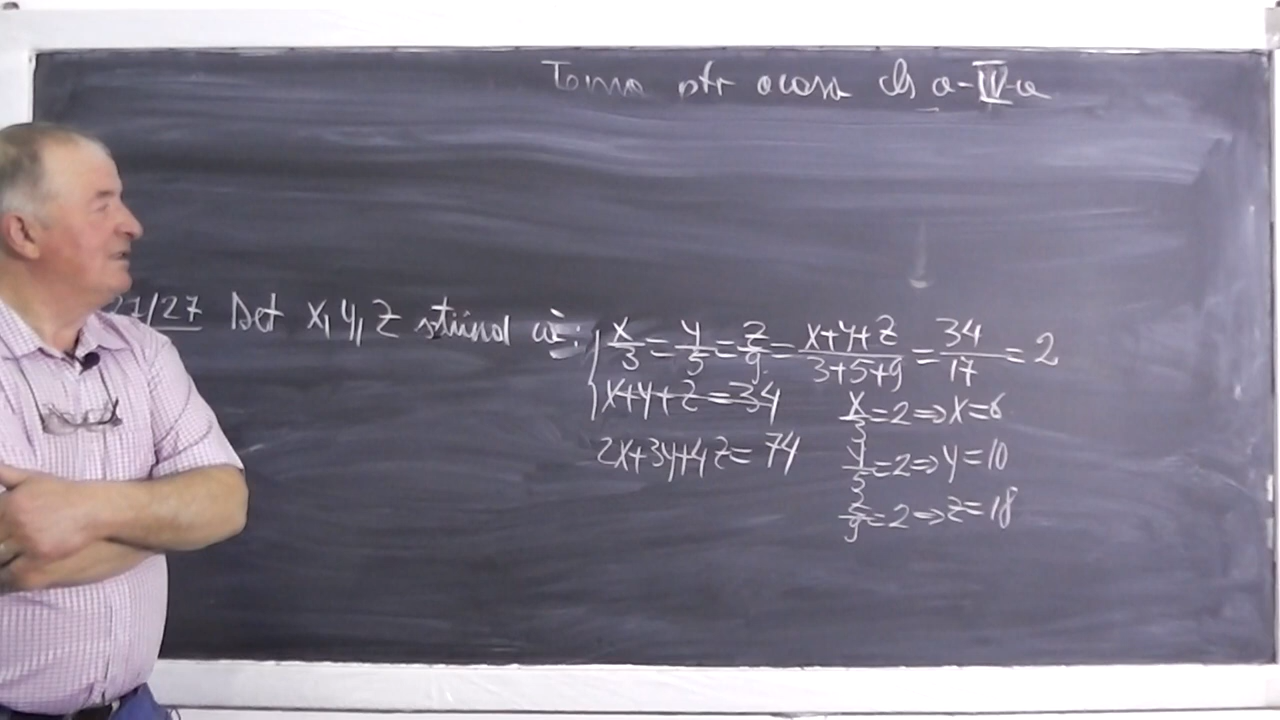 Tema ptr acasă cls a-IV-a
27/27 Det x, y, z știind că: x/3 = y/5 = z/9 = (x+y+z)/(3+5+9) = 34/17 = 2
x+y+z=34
2x+3y+4z=74
x/3=2⇒x=6
y/5=2⇒y=10
z/9=2⇒z=18